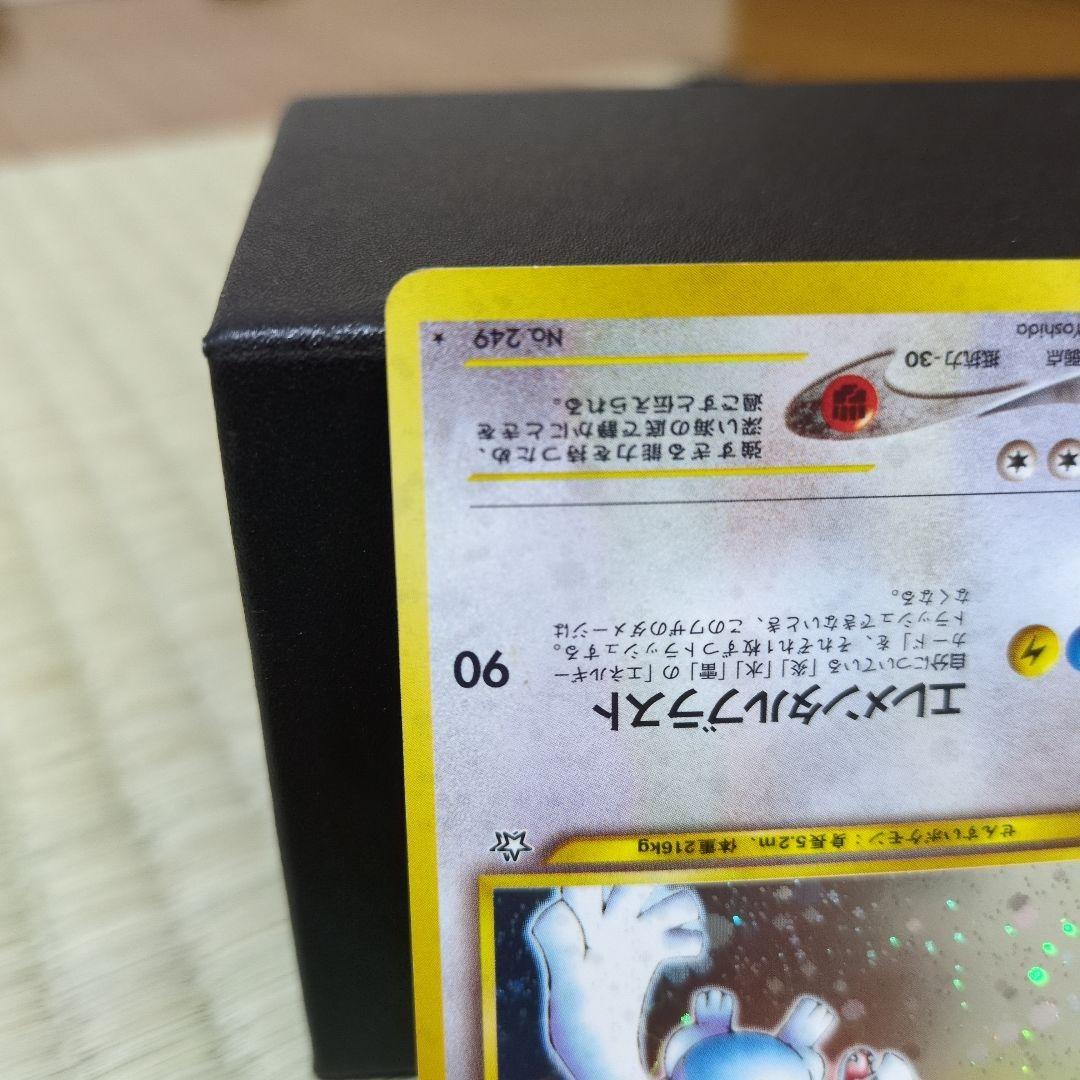 せんすいポケモン：身長5.2m、体重216kg
エレメンタルブラスト
90
自分についている「炎」「水」「雷」の「エネルギー
カード」を、それぞれ1枚ずつトラッシュする。
トラッシュできないとき、このワザのダメージは
なくなる。
弱点
抵抗力-30
強すぎる能力を持つため、
深い海の底で静かにときを
過ごすと伝えられる。
Yoshida
No.249